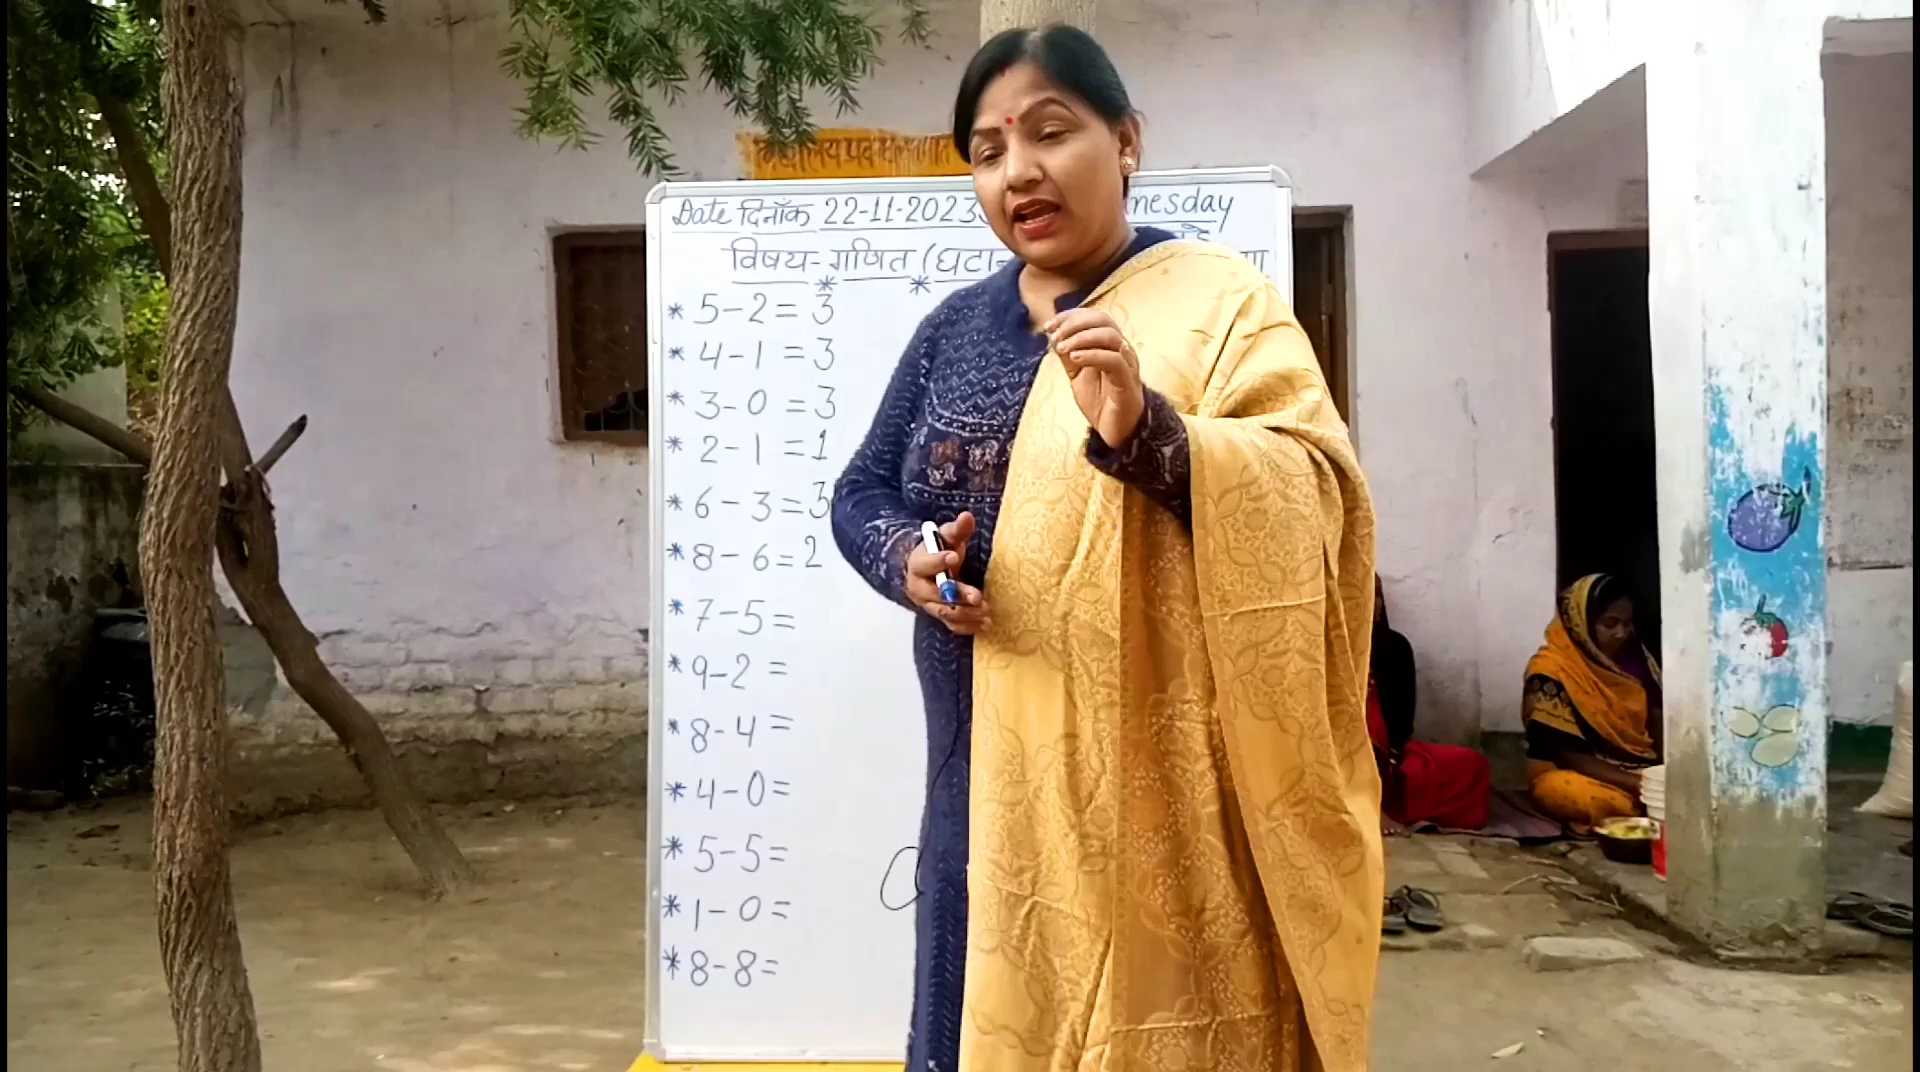 Date दिनाँक 22-11-2023
विषय- गणित (घटा
* 5-2= 3
* 4-1 =3
* 3-0 =3
* 2-1 =1
* 6-3=3
* 8-6=2
* 7-5=
* 9-2 =
* 8-4 =
* 4-0=
* 5-5=
* 1-0=
* 8-8=